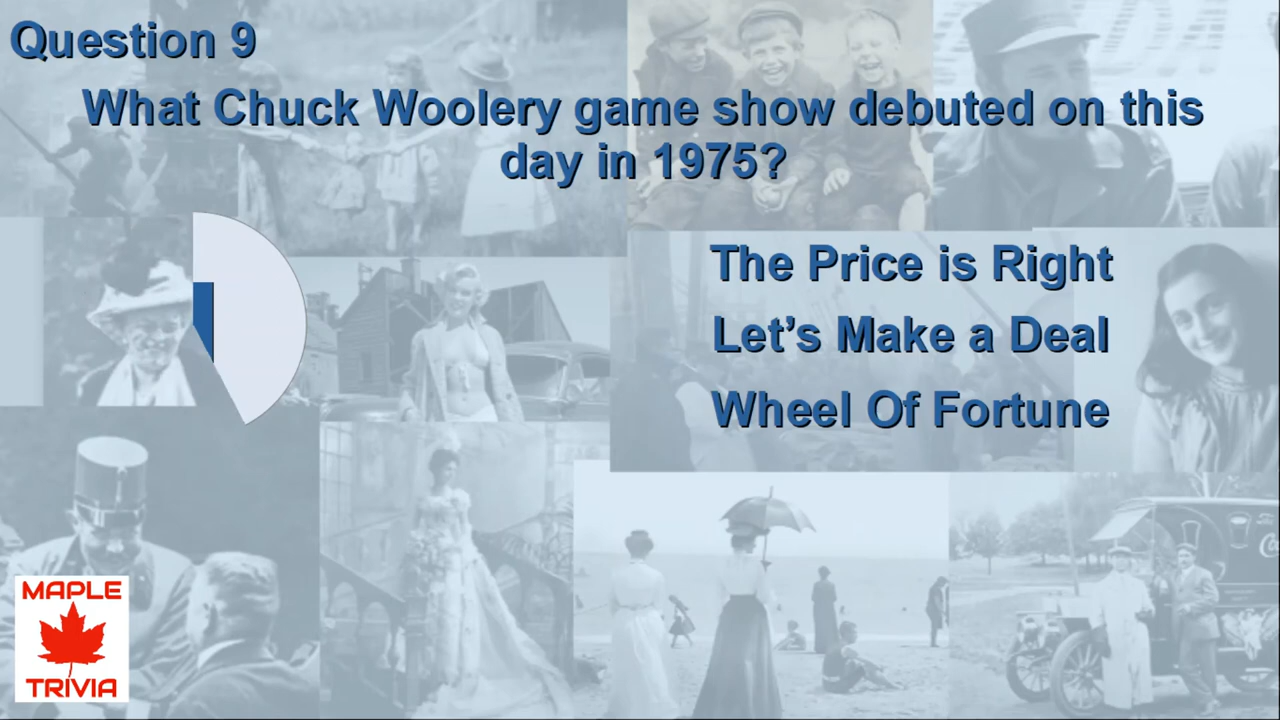 Question 9
What Chuck Woolery game show debuted on this
day in 1975?
The Price is Right
Let’s Make a Deal
Wheel Of Fortune
MAPLE
TRIVIA